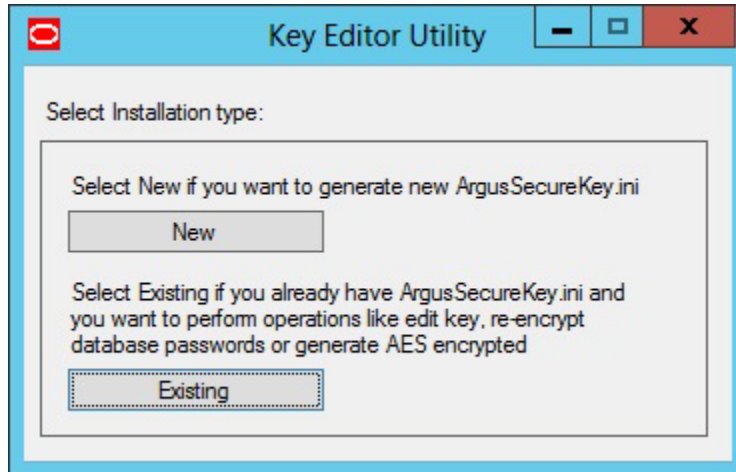 Key Editor Utility
Select Installation type:
Select New if you want to generate new ArgusSecureKey.ini
New
Select Existing if you already have ArgusSecureKey.ini and
you want to perform operations like edit key, re-encrypt
database passwords or generate AES encrypted
Existing